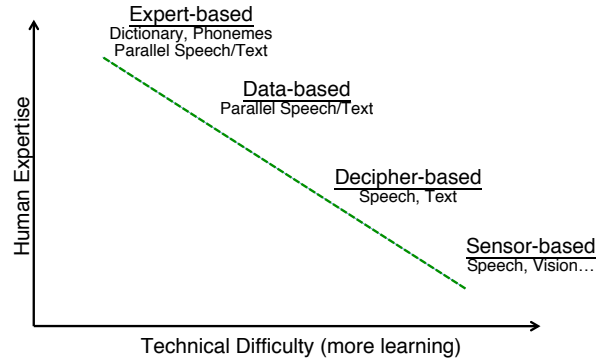 Expert-based
Dictionary, Phonemes
Parallel Speech/Text
Data-based
Parallel Speech/Text
Decipher-based
Speech, Text
Sensor-based
Speech, Vision…
Human Expertise
Technical Difficulty (more learning)